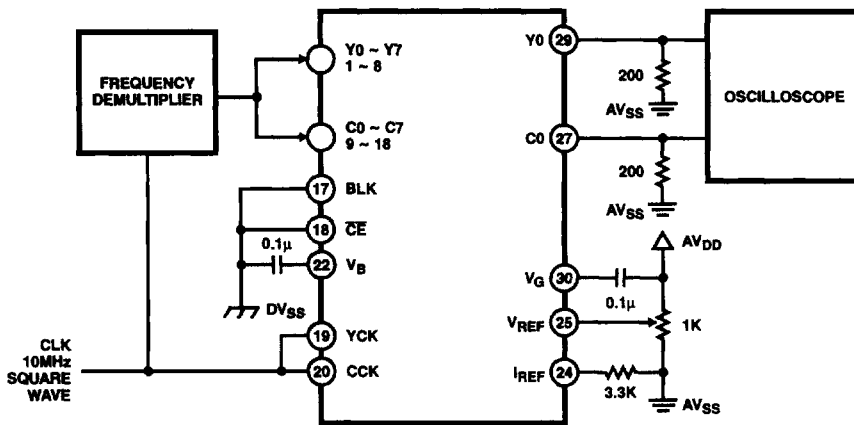 FREQUENCY
DEMULTIPLIER
Y0 ~ Y7
1 ~ 8
C0 ~ C7
9 ~ 18
17 BLK
18 CE
0.1μ
22 VB
DVSS
19 YCK
20 CCK
CLK
10MHz
SQUARE
WAVE
Y0 29
200
AVSS
C0 27
200
AVSS
OSCILLOSCOPE
AVDD
VG 30
0.1μ
VREF 25
1K
IREF 24
3.3K
AVSS